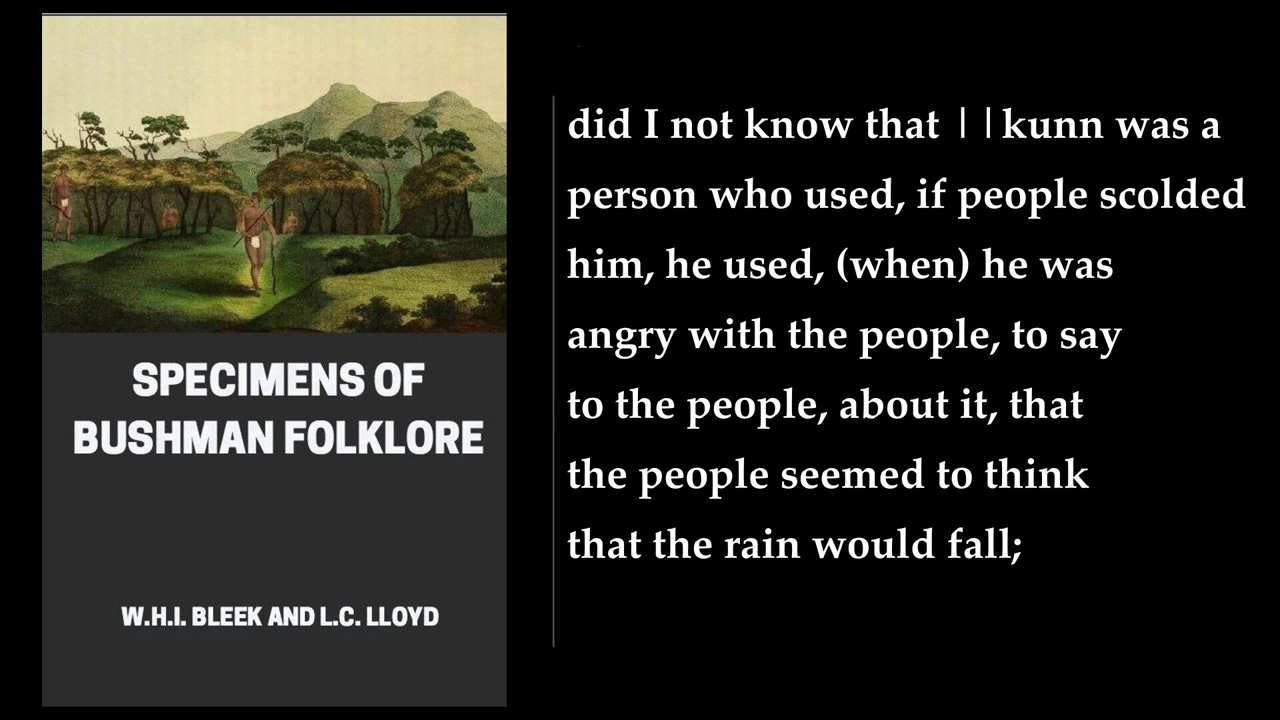 SPECIMENS OF
BUSHMAN FOLKLORE
W.H.I. BLEEK AND L.C. LLOYD
did I not know that | |kunn was a
person who used, if people scolded
him, he used, (when) he was
angry with the people, to say
to the people, about it, that
the people seemed to think
that the rain would fall;